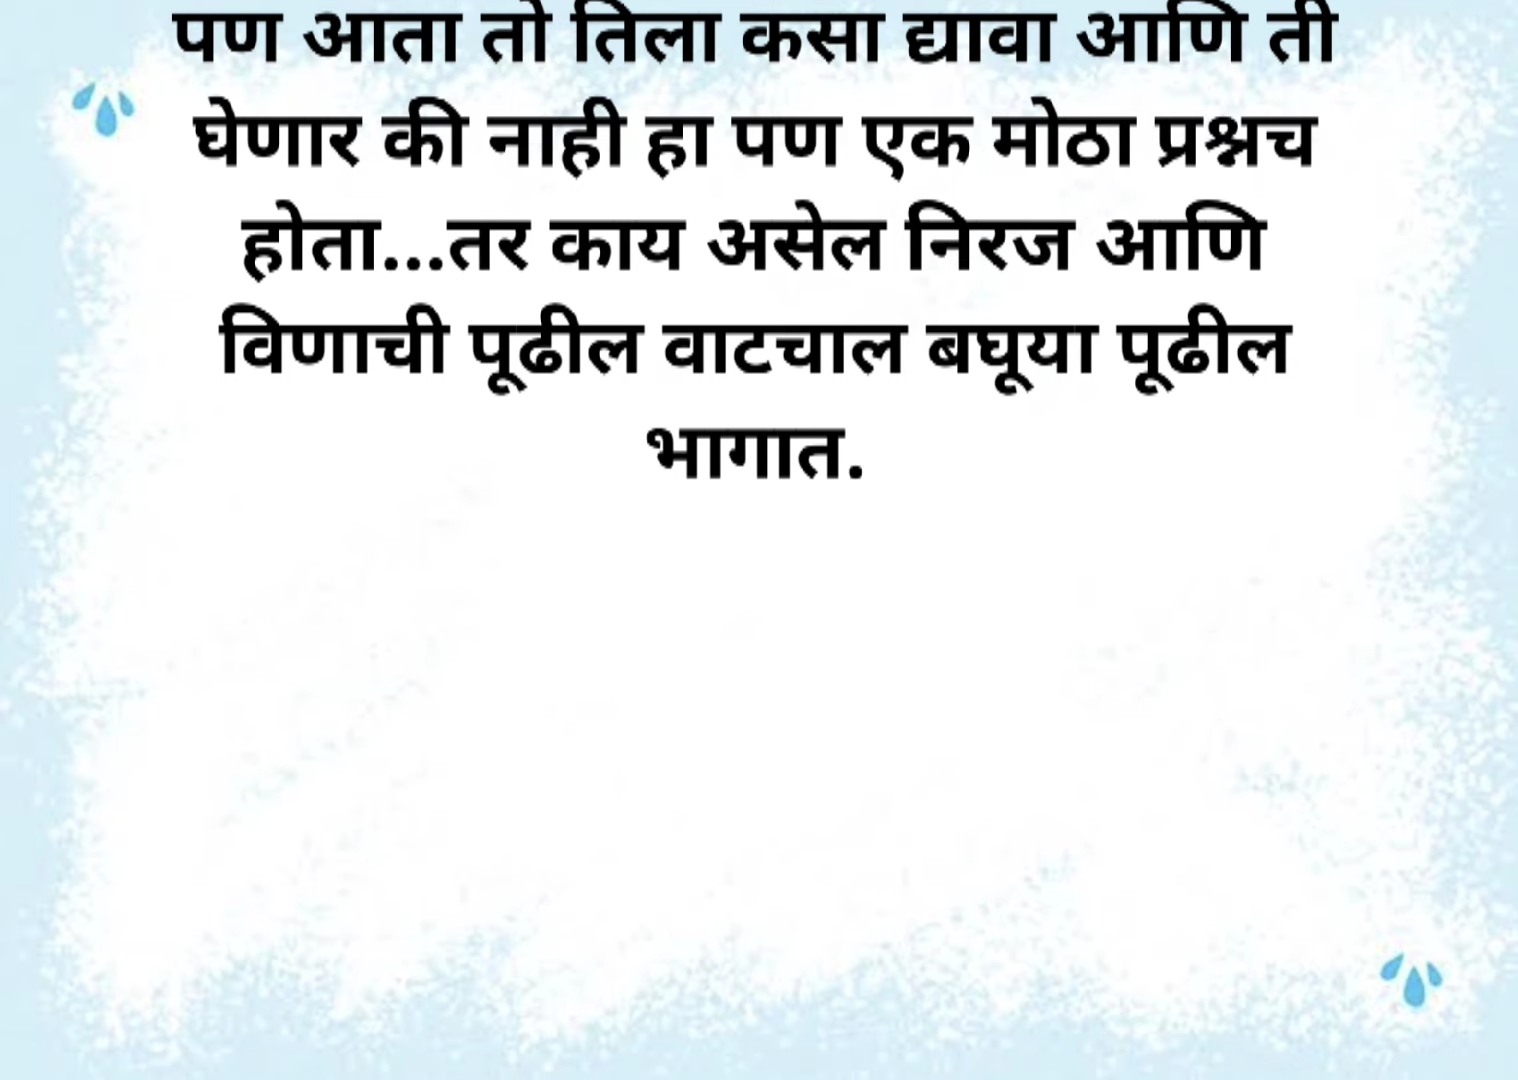 पण आता तो तिला कसा द्यावा आणि ती
घेणार की नाही हा पण एक मोठा प्रश्नच
होता...तर काय असेल निरज आणि
विणाची पूढील वाटचाल बघूया पूढील
भागात.